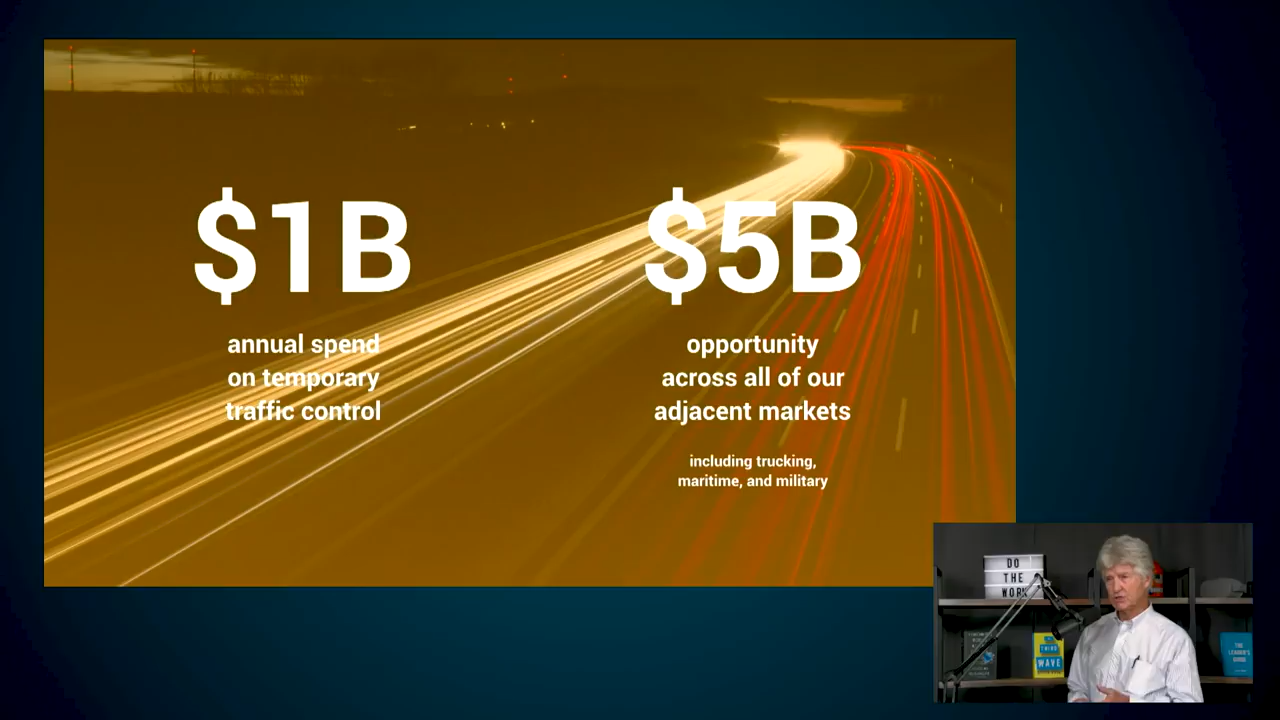 $1B
annual spend
on temporary
traffic control
$5B
opportunity
across all of our
adjacent markets
including trucking,
maritime, and military
DO
THE
WORK
THIRD
WAVE
THE
LEADER'S
GUIDE